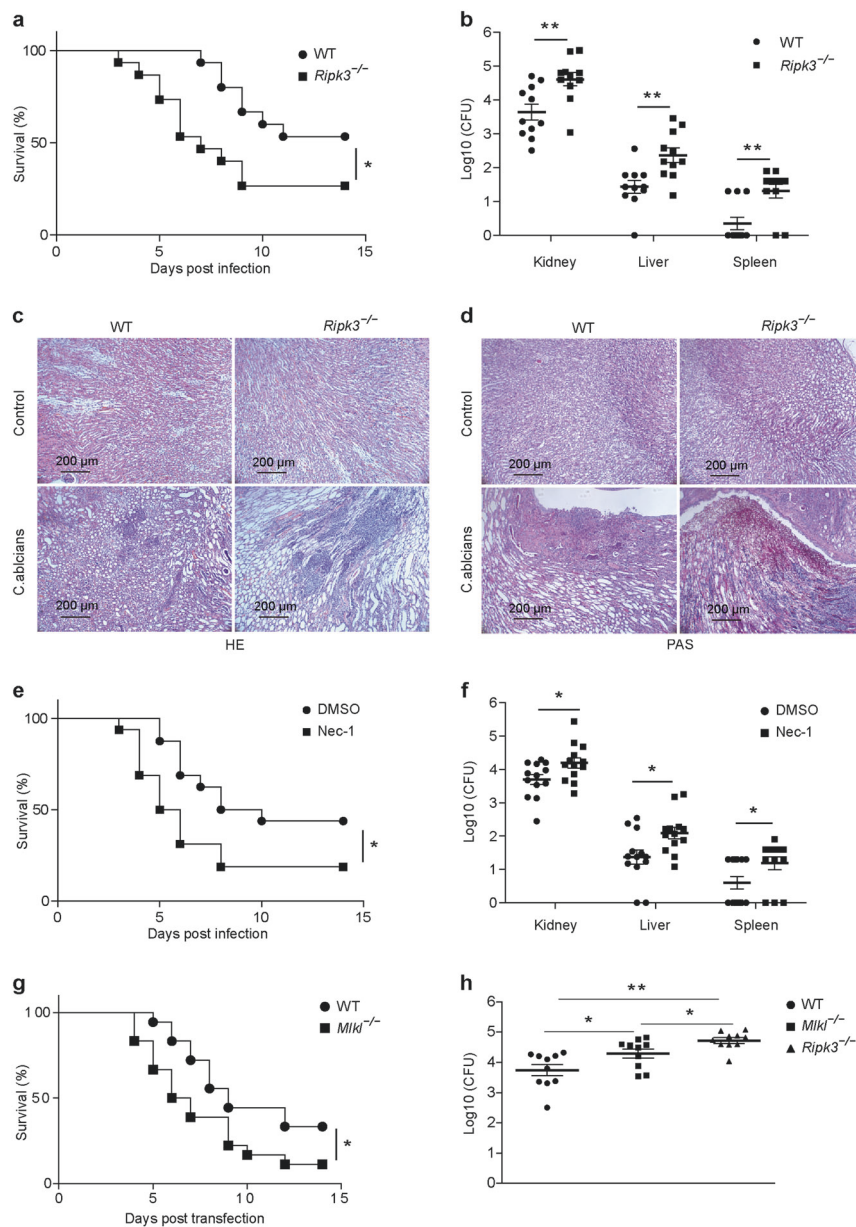 a
WT
Ripk3−/−
Survival (%)
100
50
0
0 5 10 15
Days post infection
*
b
WT
Ripk3−/−
Log10 (CFU)
6
5
4
3
2
1
0
** ** **
Kidney Liver Spleen
c
WT Ripk3−/−
Control
200 µm 200 µm
C.ablcians
200 µm 200 µm
HE
d
WT Ripk3−/−
Control
200 µm 200 µm
C.ablcians
200 µm 200 µm
PAS
e
DMSO
Nec-1
Survival (%)
100
50
0
0 5 10 15
Days post infection
*
f
DMSO
Nec-1
Log10 (CFU)
6
5
4
3
2
1
0
* * *
Kidney Liver Spleen
g
WT
Mlkl−/−
Survival (%)
100
50
0
0 5 10 15
Days post transfection
*
h
WT
Mlkl−/−
Ripk3−/−
Log10 (CFU)
6
5
4
3
2
1
0
**
* *